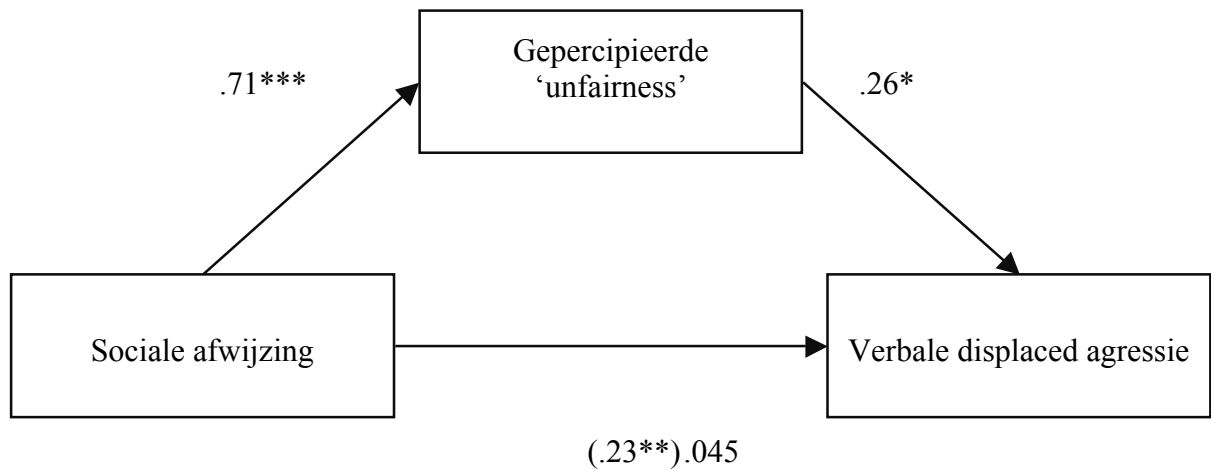 Gepercipieerde
‘unfairness’
.71***
.26*
Sociale afwijzing
Verbale displaced agressie
(.23**).045